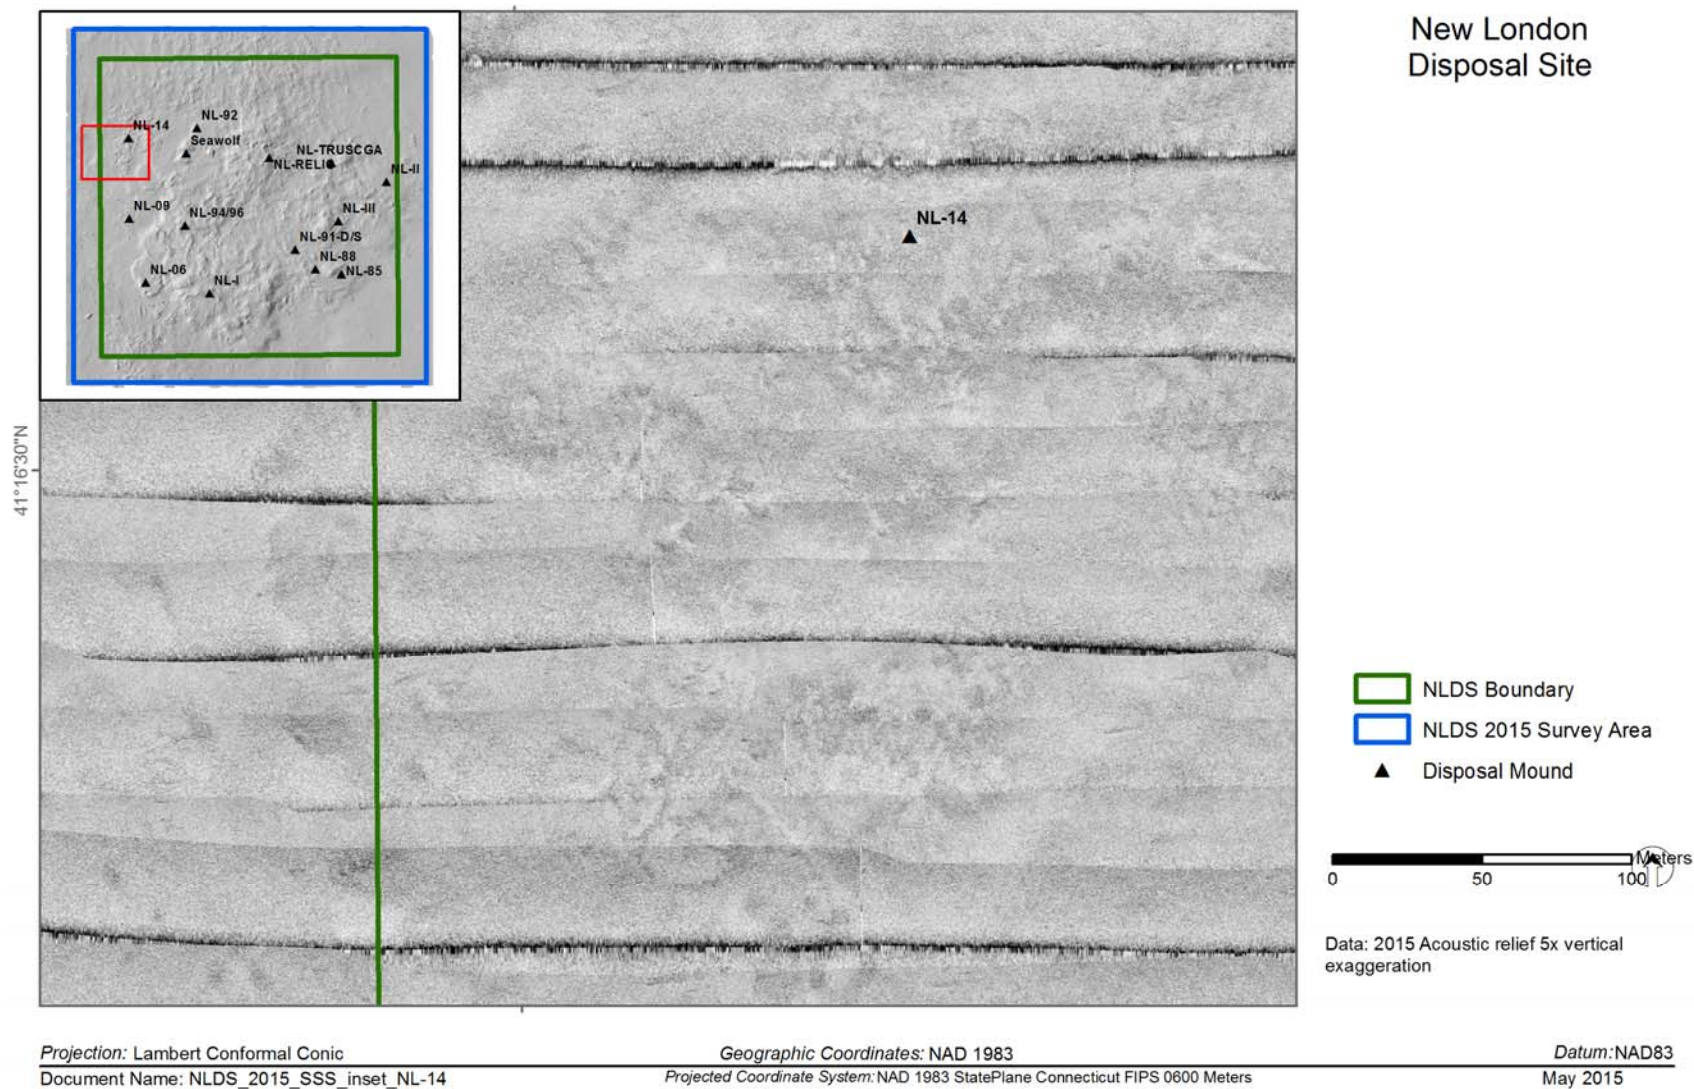 New London
Disposal Site
NL-14
NL-92
Seawolf
NL-TRUSCGA
NL-RELIC
NL-II
NL-09
NL-94/96
NL-III
NL-91-D/S
NL-88
NL-85
NL-06
NL-I
NL-14
41°16'30"N
NLDS Boundary
NLDS 2015 Survey Area
Disposal Mound
Meters
0 50 100
Data: 2015 Acoustic relief 5x vertical
exaggeration
Projection: Lambert Conformal Conic Geographic Coordinates: NAD 1983 Datum:NAD83
Document Name: NLDS_2015_SSS_inset_NL-14 Projected Coordinate System: NAD 1983 StatePlane Connecticut FIPS 0600 Meters May 2015